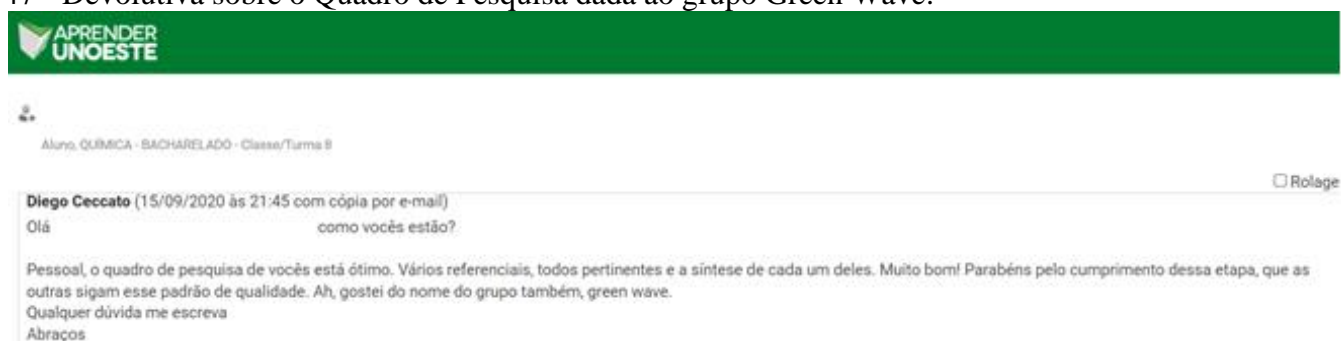 47 - Devolutiva sobre o Quadro de Pesquisa dada ao grupo Green Wave:
APRENDER
UNOESTE
Aluno, QUÍMICA - BACHARELADO - Classe/Turma B
Rolage
Diego Ceccato (15/09/2020 às 21:45 com cópia por e-mail)
Olá como vocês estão?
Pessoal, o quadro de pesquisa de vocês está ótimo. Vários referenciais, todos pertinentes e a síntese de cada um deles. Muito bom! Parabéns pelo cumprimento dessa etapa, que as
outras sigam esse padrão de qualidade. Ah, gostei do nome do grupo também, green wave.
Qualquer dúvida me escreva
Abraços